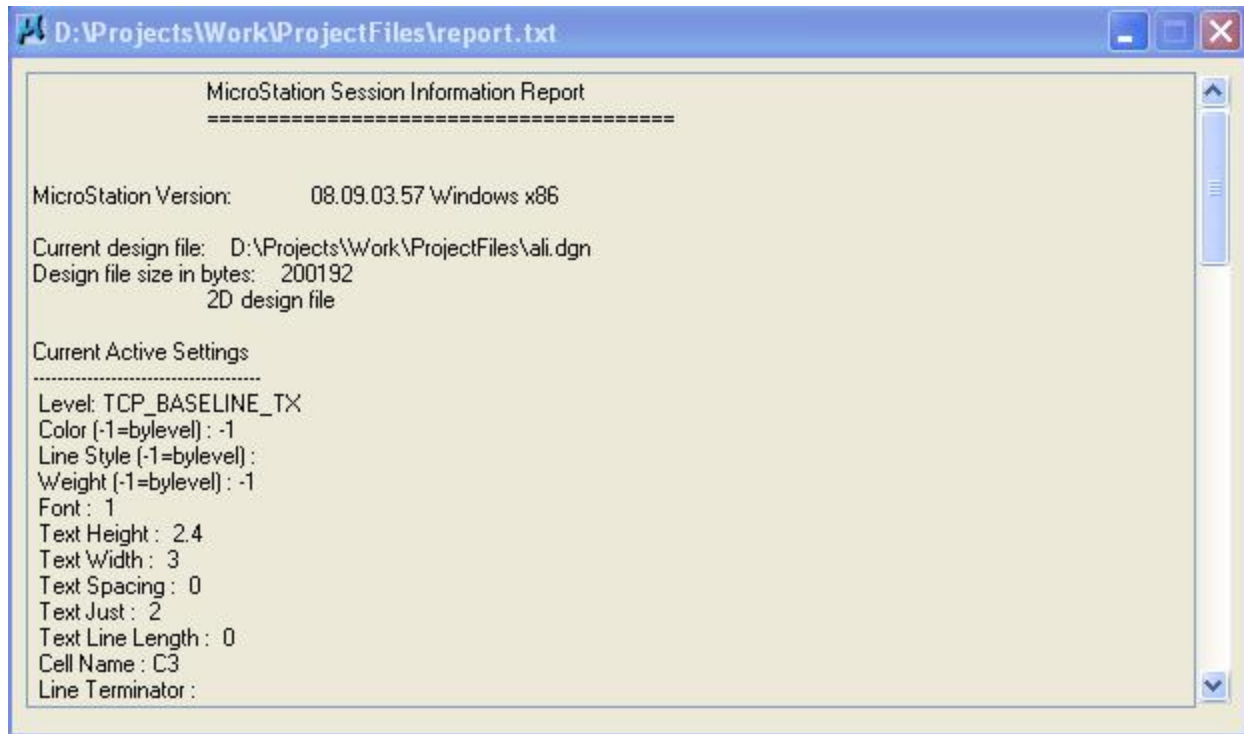 D:\Projects\Work\ProjectFiles\report.txt
MicroStation Session Information Report
=======================================
MicroStation Version: 08.09.03.57 Windows x86
Current design file: D:\Projects\Work\ProjectFiles\ali.dgn
Design file size in bytes: 200192
2D design file
Current Active Settings
--------------------------------------
Level: TCP_BASELINE_TX
Color (-1=bylevel) : -1
Line Style (-1=bylevel) :
Weight (-1=bylevel) : -1
Font : 1
Text Height : 2.4
Text Width : 3
Text Spacing : 0
Text Just : 2
Text Line Length : 0
Cell Name : C3
Line Terminator :